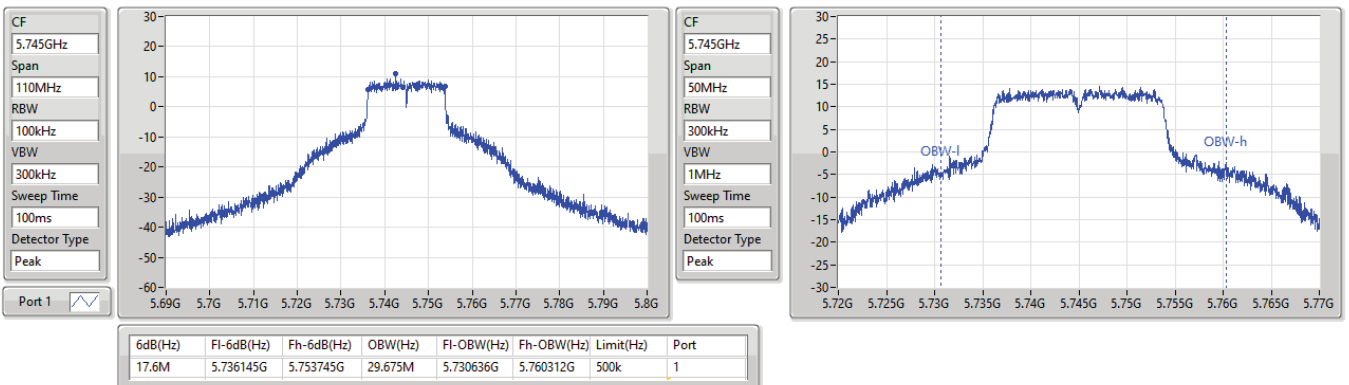 CF
5.745GHz
Span
110MHz
RBW
100kHz
VBW
300kHz
Sweep Time
100ms
Detector Type
Peak
Port 1
30
20
10
0
-10
-20
-30
-40
-50
-60
5.69G 5.7G 5.71G 5.72G 5.73G 5.74G 5.75G 5.76G 5.77G 5.78G 5.79G 5.8G
CF
5.745GHz
Span
50MHz
RBW
300kHz
VBW
1MHz
Sweep Time
100ms
Detector Type
Peak
30
25
20
15
10
5
0
-5
-10
-15
-20
-25
-30
OBW-l
OBW-h
5.72G 5.725G 5.73G 5.735G 5.74G 5.745G 5.75G 5.755G 5.76G 5.765G 5.77G
6dB(Hz) Fl-6dB(Hz) Fh-6dB(Hz) OBW(Hz) Fl-OBW(Hz) Fh-OBW(Hz) Limit(Hz) Port
17.6M 5.736145G 5.753745G 29.675M 5.730636G 5.760312G 500k 1